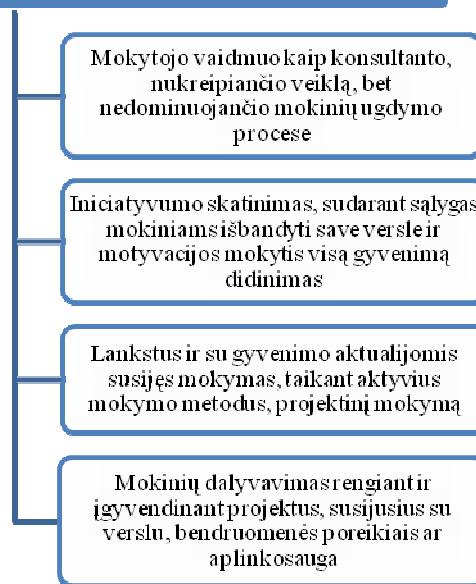 Mokytojo vaidmuo kaip konsultanto,
nukreipiančio veiklą, bet
nedominuojančio mokinių ugdymo
procese
Iniciatyvumo skatinimas, sudarant sąlygas
mokiniams išbandyti save versle ir
motyvacijos mokytis visą gyvenimą
didinimas
Lankstus ir su gyvenimo aktualijomis
susijęs mokymas, taikant aktyvius
mokymo metodus, projektinį mokymą
Mokinių dalyvavimas rengiant ir
įgyvendinant projektus, susijusius su
verslu, bendruomenės poreikiais ar
aplinkosauga